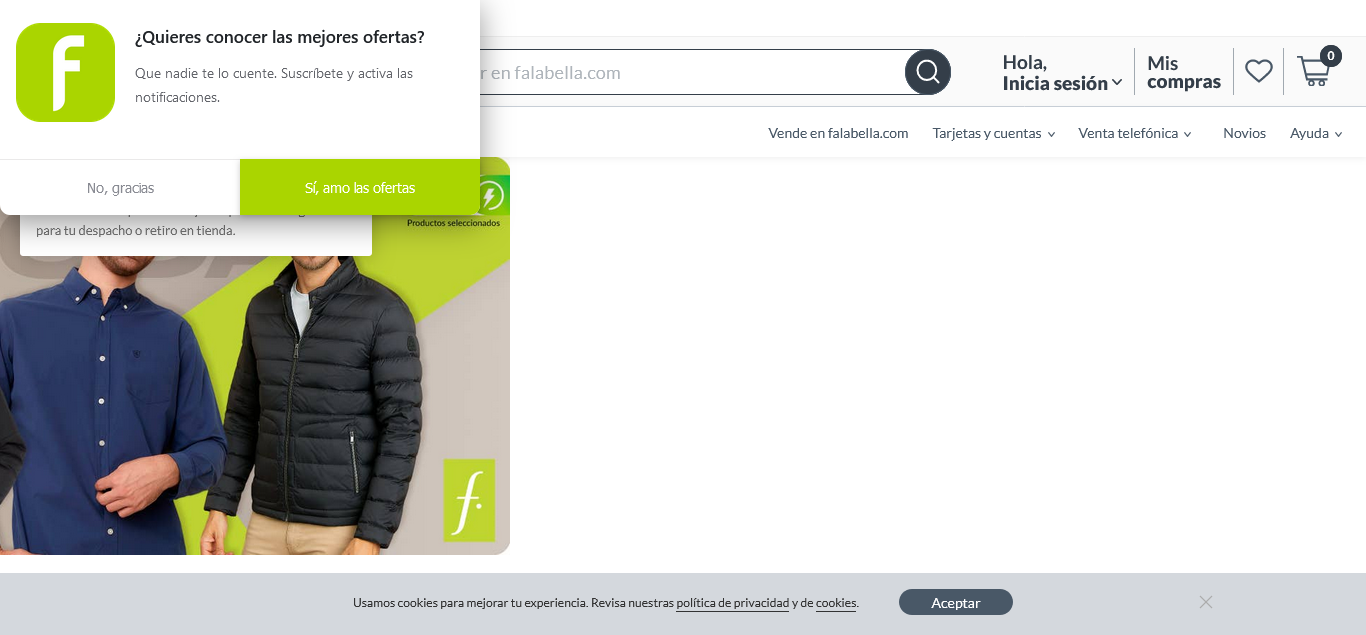 ¿Quieres conocer las mejores ofertas?
Que nadie te lo cuente. Suscríbete y activa las
notificaciones.
No, gracias
Sí, amo las ofertas
en falabella.com
Hola,
Inicia sesión
Mis
compras
0
Vende en falabella.com
Tarjetas y cuentas
Venta telefónica
Novios
Ayuda
Productos seleccionados
para tu despacho o retiro en tienda.
f.
Usamos cookies para mejorar tu experiencia. Revisa nuestras política de privacidad y de cookies.
Aceptar